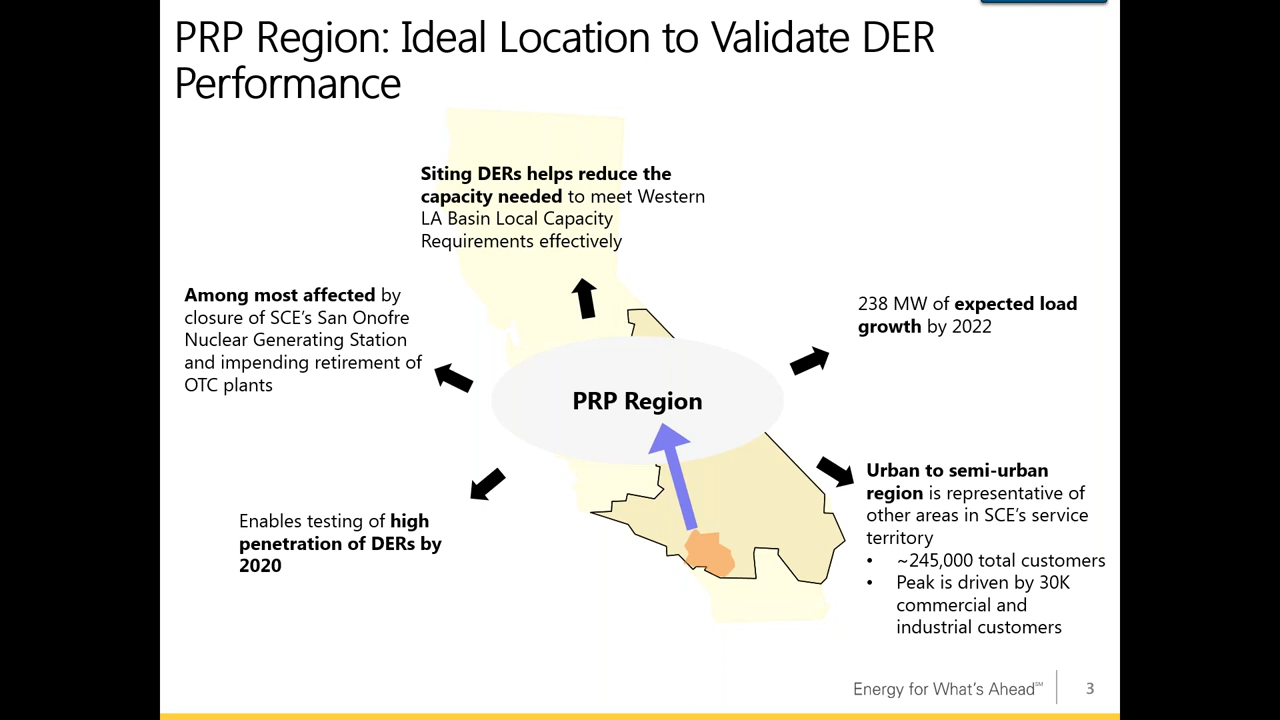 PRP Region: Ideal Location to Validate DER
Performance
Siting DERs helps reduce the
capacity needed to meet Western
LA Basin Local Capacity
Requirements effectively
Among most affected by
closure of SCE's San Onofre
Nuclear Generating Station
and impending retirement of
OTC plants
238 MW of expected load
growth by 2022
PRP Region
Urban to semi-urban
region is representative of
other areas in SCE's service
territory
• ~245,000 total customers
• Peak is driven by 30K
commercial and
industrial customers
Enables testing of high
penetration of DERs by
2020
Energy for What's Ahead℠
3